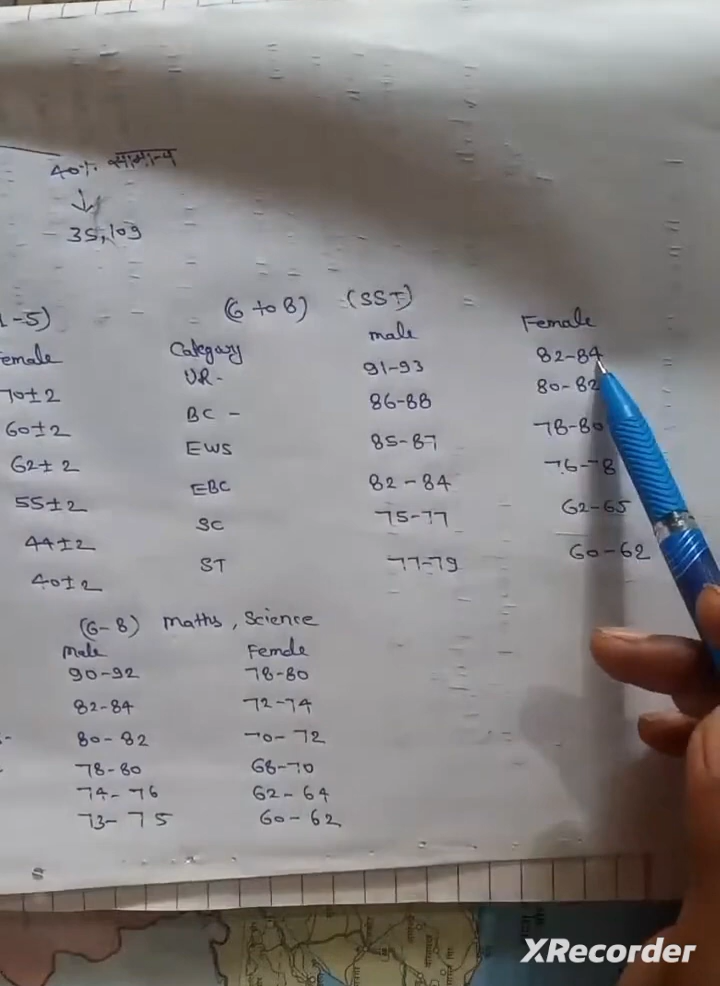 40% सामान्य
35,109
(6 to 8) (SST)
-5)
emale
70±2
60±2
62±2
55±2
44±2
40±2
Category male Female
UR- 91-93 82-84
BC - 86-88 80-82
EWS 85-87 78-80
EBC 82-84 76-78
SC 75-77 62-65
ST 77-79 60-62
(6-8) maths, Science
male Female
90-92 78-80
82-84 72-74
80-82 70-72
78-80 68-70
74-76 62-64
73-75 60-62
XRecorder